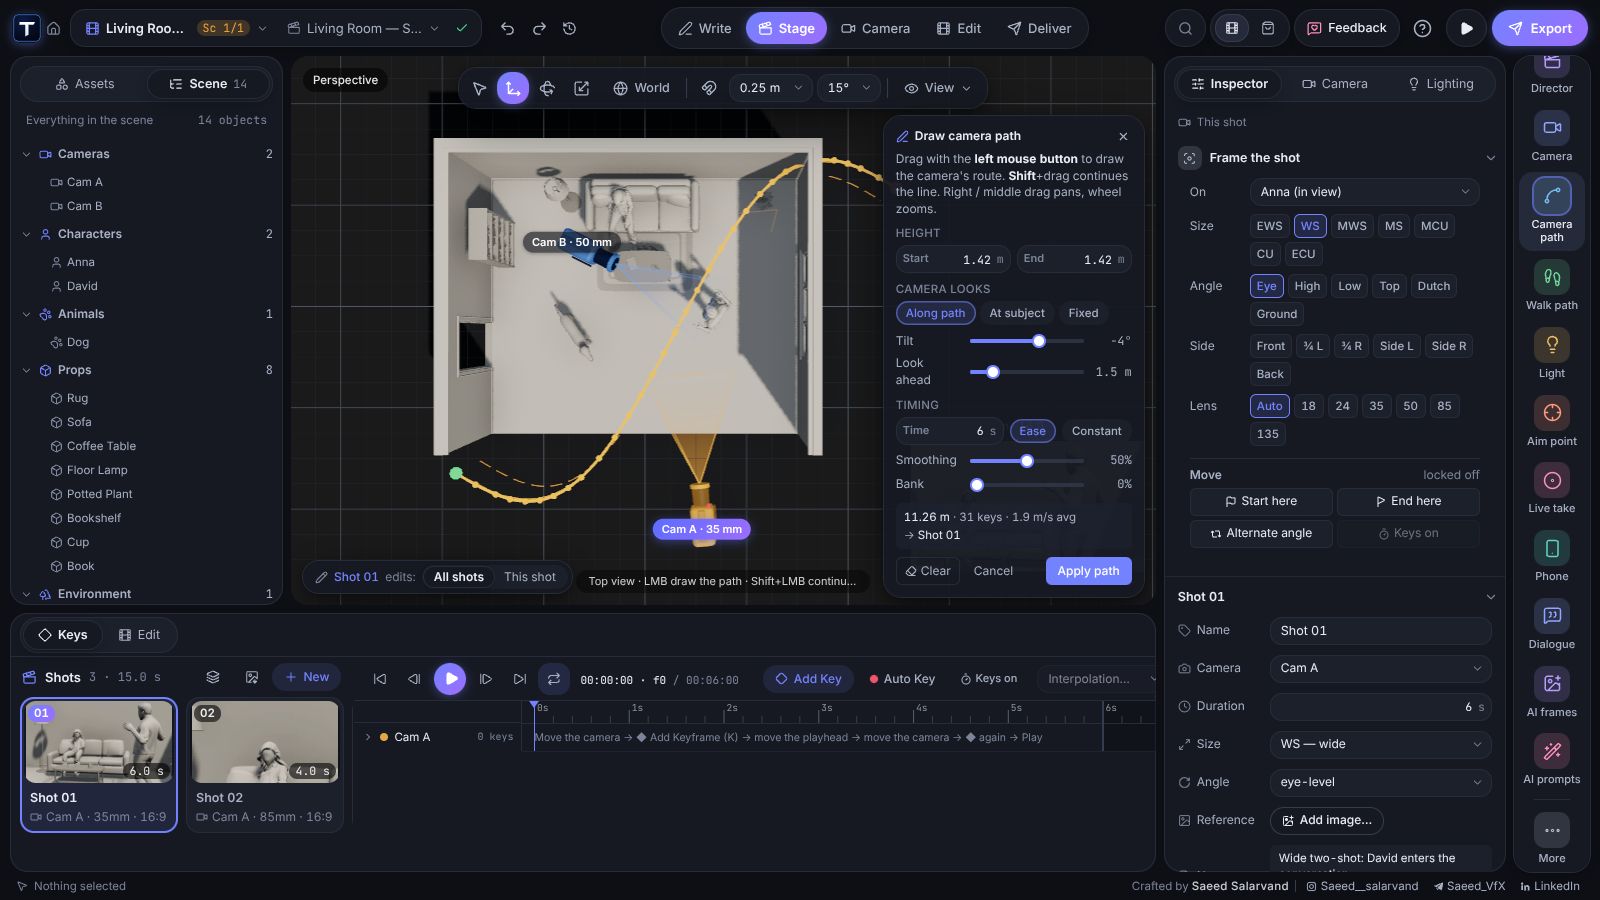 T
Living Roo...
Sc 1/1
Living Room — S...
Write
Stage
Camera
Edit
Deliver
Feedback
Export
Assets
Scene 14
Everything in the scene
14 objects
Cameras 2
Cam A
Cam B
Characters 2
Anna
David
Animals 1
Dog
Props 8
Rug
Sofa
Coffee Table
Floor Lamp
Potted Plant
Bookshelf
Cup
Book
Environment 1
Perspective
World
0.25 m
15°
View
Cam B · 50 mm
Cam A · 35 mm
Draw camera path
Drag with the left mouse button to draw
the camera's route. Shift+drag continues
the line. Right / middle drag pans, wheel
zooms.
HEIGHT
Start 1.42 m
End 1.42 m
CAMERA LOOKS
Along path
At subject
Fixed
Tilt -4°
Look
ahead
1.5 m
TIMING
Time 6 s
Ease
Constant
Smoothing 50%
Bank 0%
11.26 m · 31 keys · 1.9 m/s avg
→ Shot 01
Clear
Cancel
Apply path
Shot 01 edits:
All shots
This shot
Top view · LMB draw the path · Shift+LMB continu...
Inspector
Camera
Lighting
This shot
Frame the shot
On
Anna (in view)
Size
EWS WS MWS MS MCU
CU ECU
Angle
Eye High Low Top Dutch
Ground
Side
Front ¾ L ¾ R Side L Side R
Back
Lens
Auto 18 24 35 50 85
135
Move locked off
Start here
End here
Alternate angle
Keys on
Shot 01
Name Shot 01
Camera Cam A
Duration 6 s
Size WS — wide
Angle eye-level
Reference Add image...
Wide two-shot: David enters the
Director
Camera
Camera
path
Walk path
Light
Aim point
Live take
Phone
Dialogue
AI frames
AI prompts
More
Keys
Edit
Shots 3 · 15.0 s
New
00:00:00 · f0 / 00:06:00
Add Key
Auto Key
Keys on
Interpolation...
01
6.0 s
Shot 01
Cam A · 35mm · 16:9
02
4.0 s
Shot 02
Cam A · 85mm · 16:9
0s 1s 2s 3s 4s 5s 6s
Cam A 0 keys
Move the camera → ◆ Add Keyframe (K) → move the playhead → move the camera → ◆ again → Play
Nothing selected
Crafted by Saeed Salarvand
Saeed__salarvand
Saeed_VfX
LinkedIn